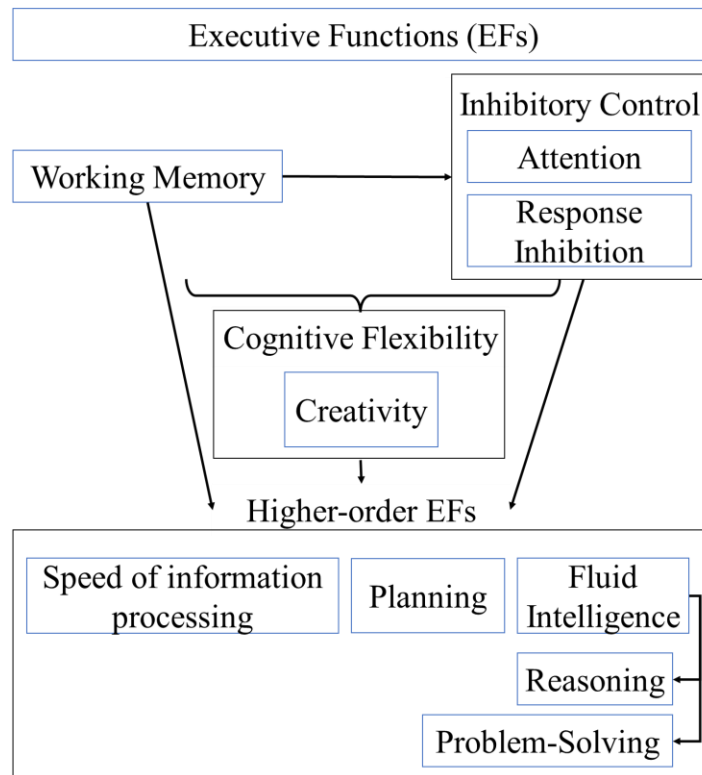 Executive Functions (EFs)
Inhibitory Control
Attention
Working Memory
Response
Inhibition
Cognitive Flexibility
Creativity
Higher-order EFs
Speed of information
processing
Planning
Fluid
Intelligence
Reasoning
Problem-Solving